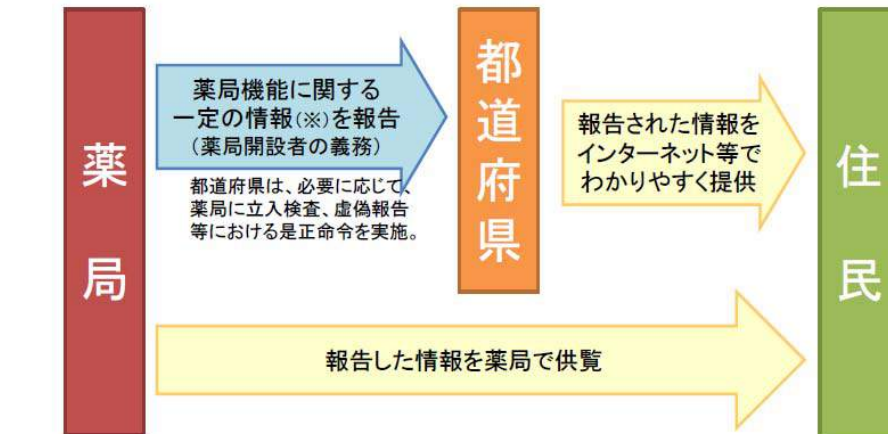 薬局
薬局機能に関する
一定の情報(※)を報告
(薬局開設者の義務)
都道府県は、必要に応じて、
薬局に立入検査、虚偽報告
等における是正命令を実施。
都道府県
報告された情報を
インターネット等で
わかりやすく提供
住民
報告した情報を薬局で供覧